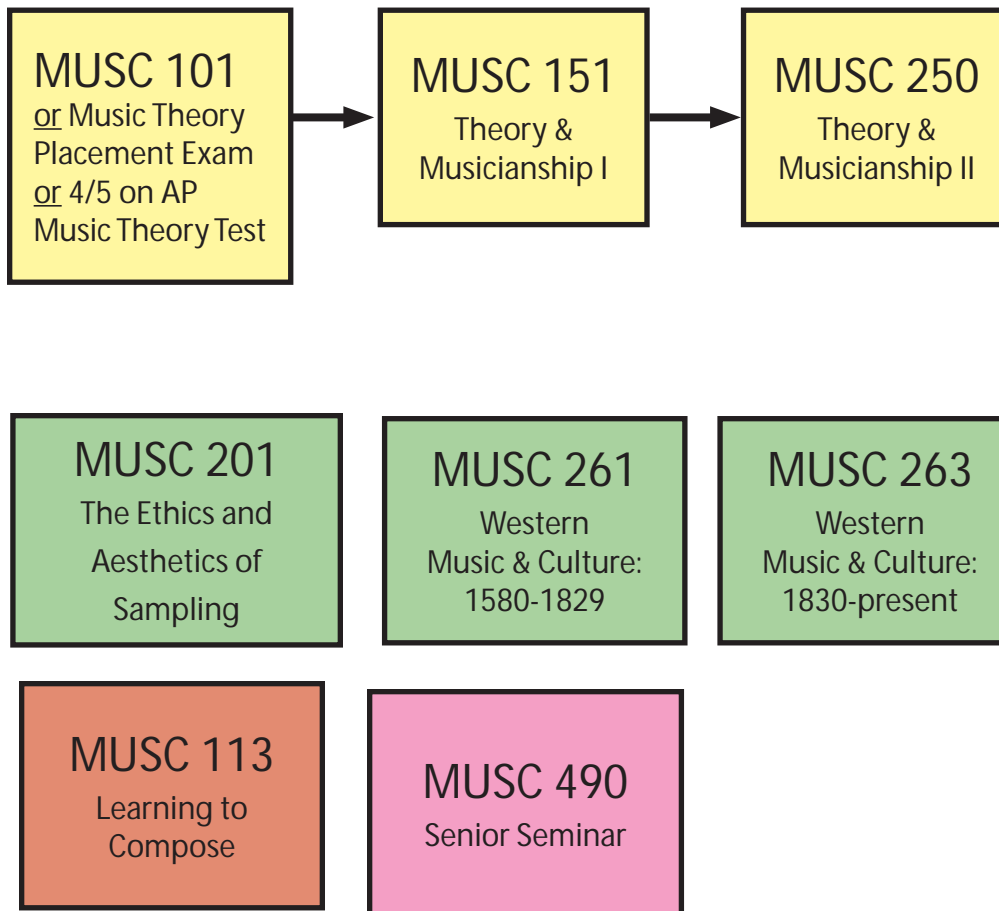 MUSC 101
or Music Theory
Placement Exam
or 4/5 on AP
Music Theory Test
MUSC 151
Theory &
Musicianship I
MUSC 250
Theory &
Musicianship II
MUSC 201
The Ethics and
Aesthetics of
Sampling
MUSC 261
Western
Music & Culture:
1580-1829
MUSC 263
Western
Music & Culture:
1830-present
MUSC 113
Learning to
Compose
MUSC 490
Senior Seminar